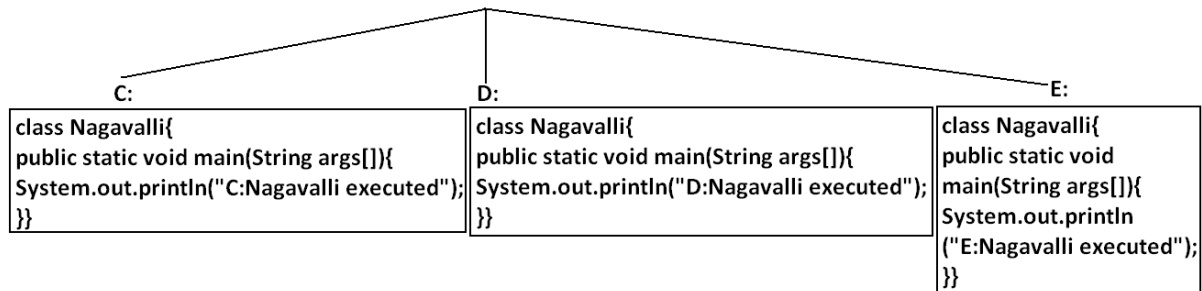 C:
class Nagavalli{
public static void main(String args[]){
System.out.println("C:Nagavalli executed");
}}
D:
class Nagavalli{
public static void main(String args[]){
System.out.println("D:Nagavalli executed");
}}
E:
class Nagavalli{
public static void
main(String args[]){
System.out.println
("E:Nagavalli executed");
}}